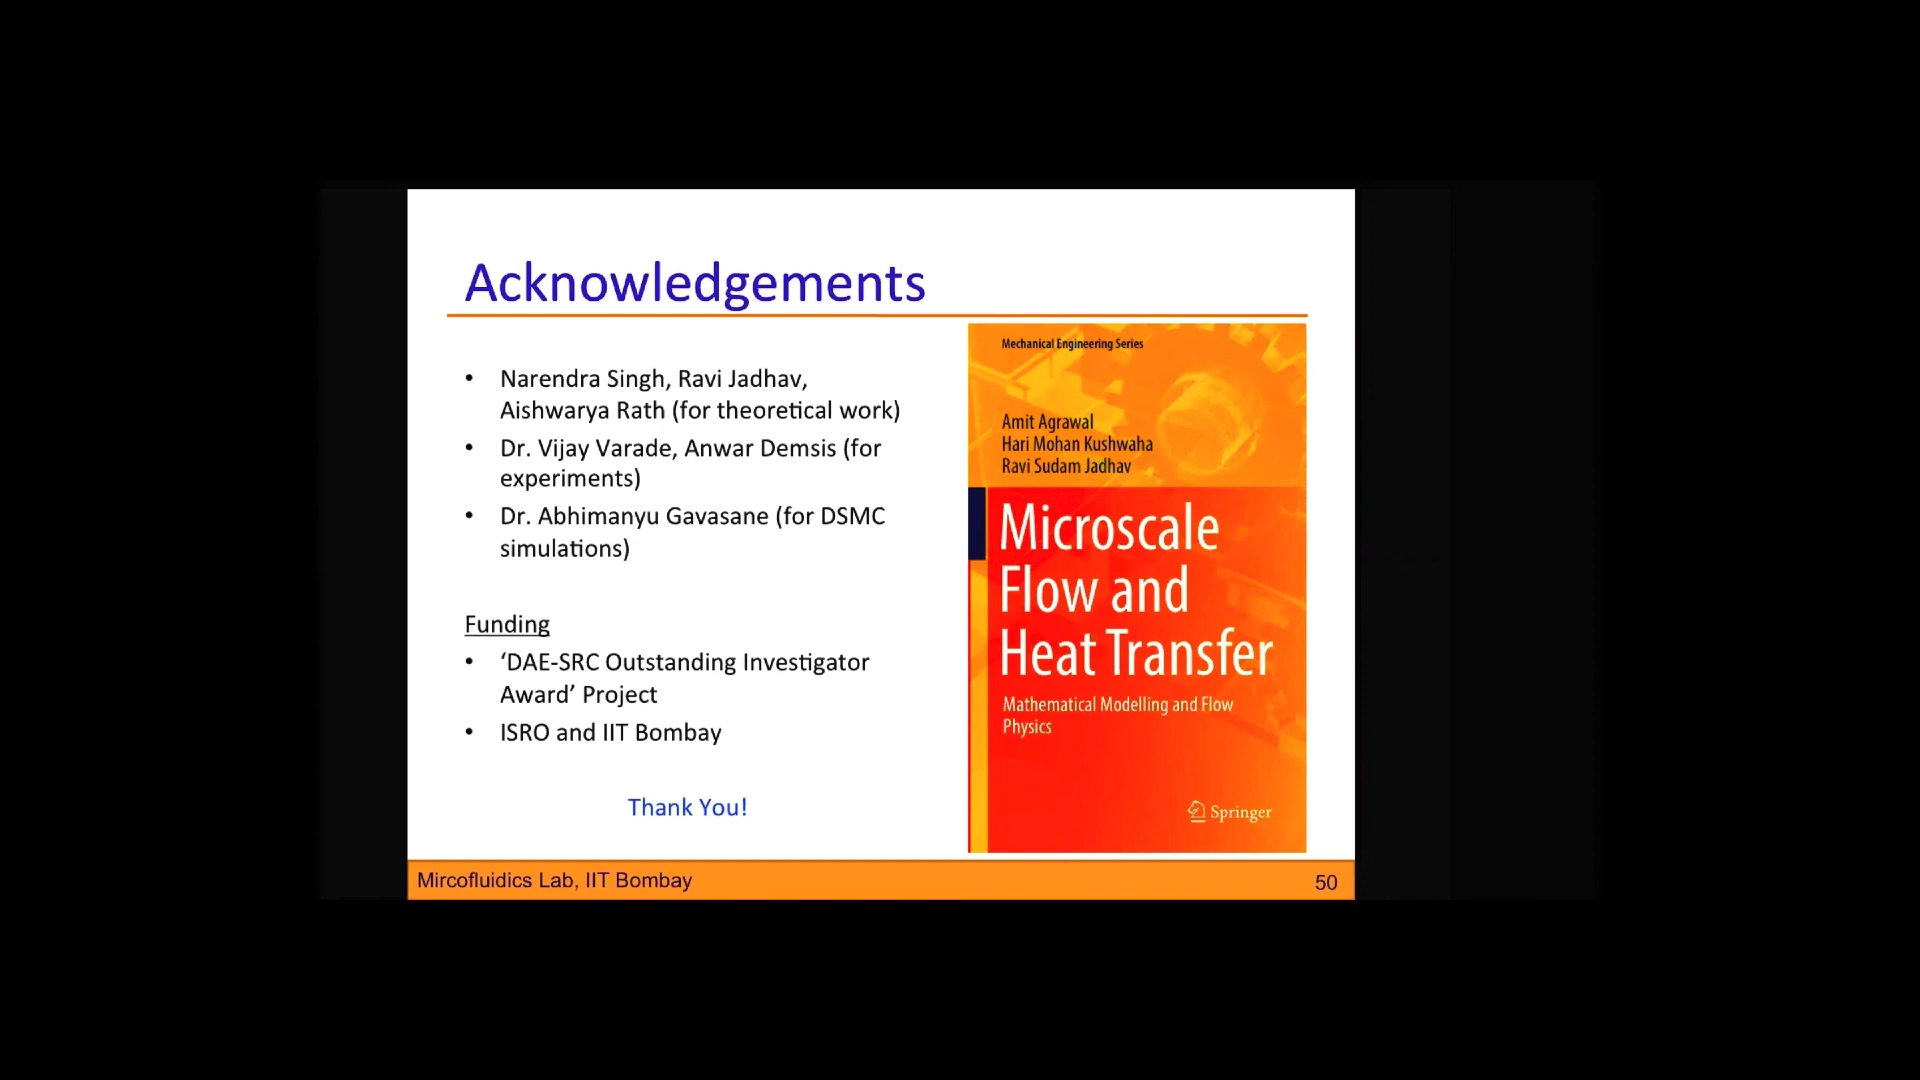 Acknowledgements
• Narendra Singh, Ravi Jadhav,
Aishwarya Rath (for theoretical work)
• Dr. Vijay Varade, Anwar Demsis (for
experiments)
• Dr. Abhimanyu Gavasane (for DSMC
simulations)
Funding
• ‘DAE-SRC Outstanding Investigator
Award’ Project
• ISRO and IIT Bombay
Thank You!
Mechanical Engineering Series
Amit Agrawal
Hari Mohan Kushwaha
Ravi Sudam Jadhav
Microscale
Flow and
Heat Transfer
Mathematical Modelling and Flow
Physics
Springer
Mircofluidics Lab, IIT Bombay
50